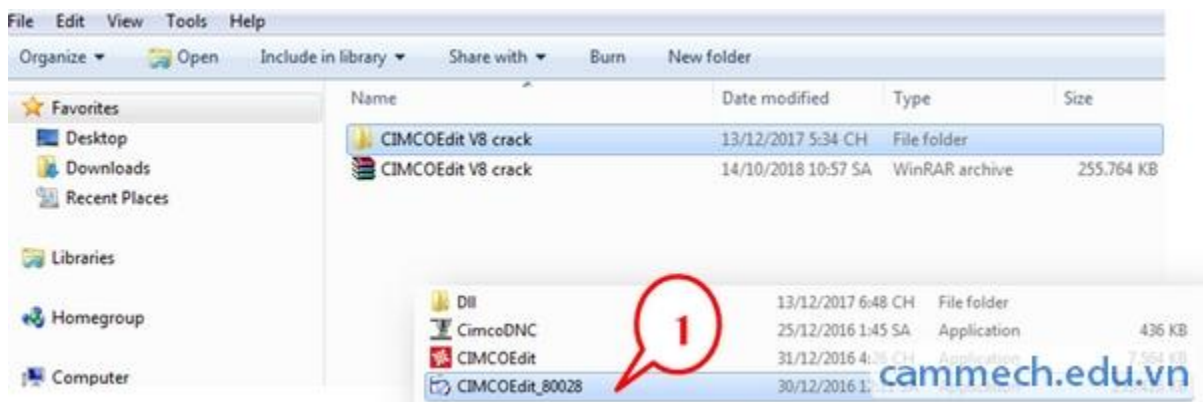 File Edit View Tools Help
Organize Open Include in library Share with Burn New folder
Name Date modified Type Size
Favorites
Desktop
Downloads
Recent Places
Libraries
Homegroup
Computer
CIMCOEdit V8 crack 13/12/2017 5:34 CH File folder
CIMCOEdit V8 crack 14/10/2018 10:57 SA WinRAR archive 255.764 KB
Dll 13/12/2017 6:48 CH File folder
CimcoDNC 25/12/2016 1:45 SA Application 436 KB
CIMCOEdit 31/12/2016 CH Application 7.564 KB
CIMCOEdit_80028 30/12/2016
1
cammech.edu.vn